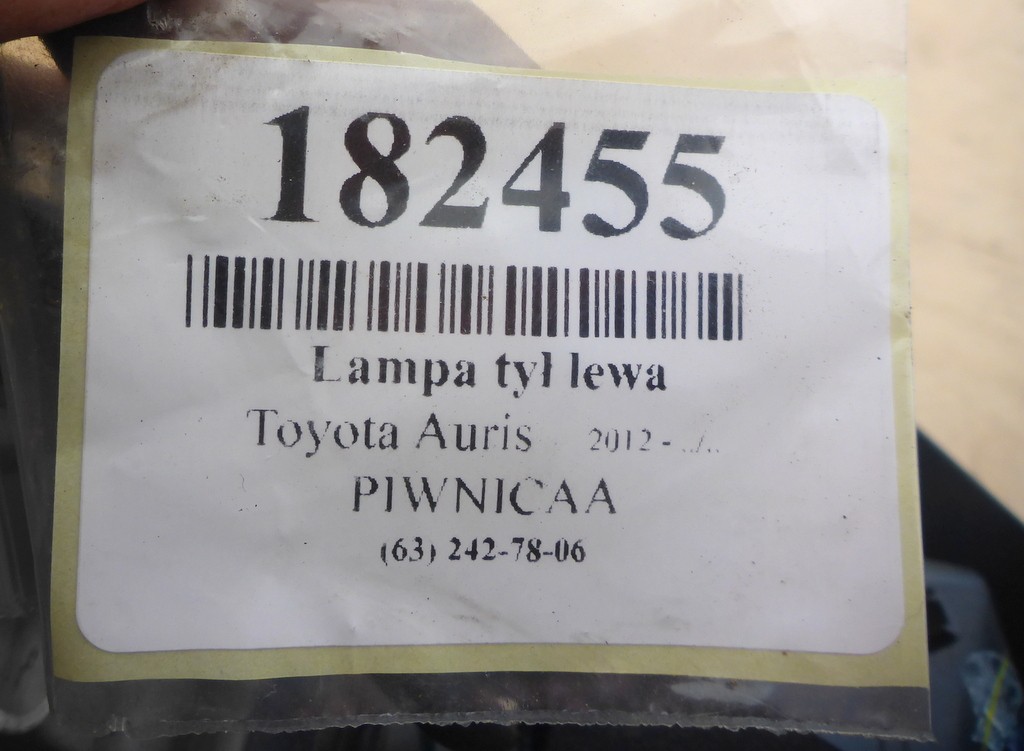 182455
Lampa tył lewa
Toyota Auris 2012 - ../..
PIWNICAA
(63) 242-78-06